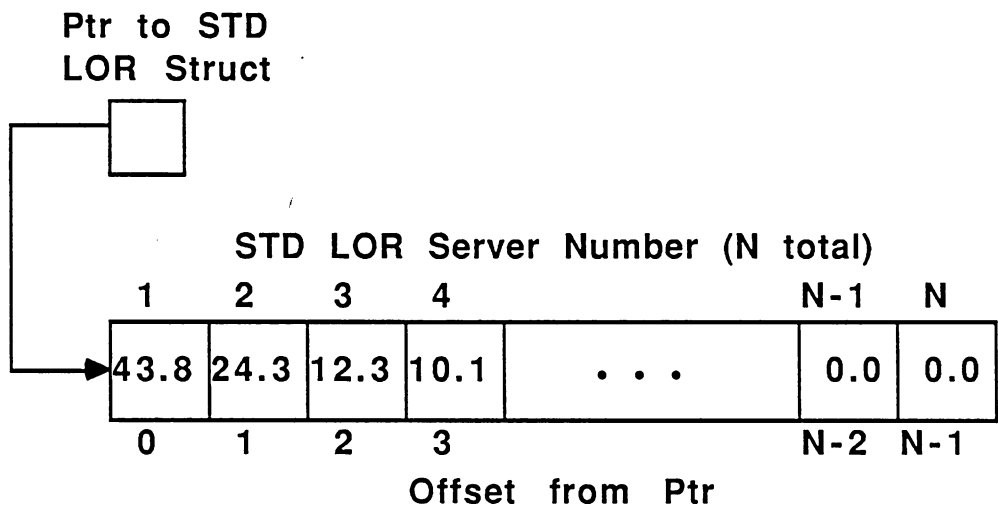 Ptr to STD
LOR Struct
STD LOR Server Number (N total)
1 2 3 4 N-1 N
43.8 24.3 12.3 10.1 . . . 0.0 0.0
0 1 2 3 N-2 N-1
Offset from Ptr